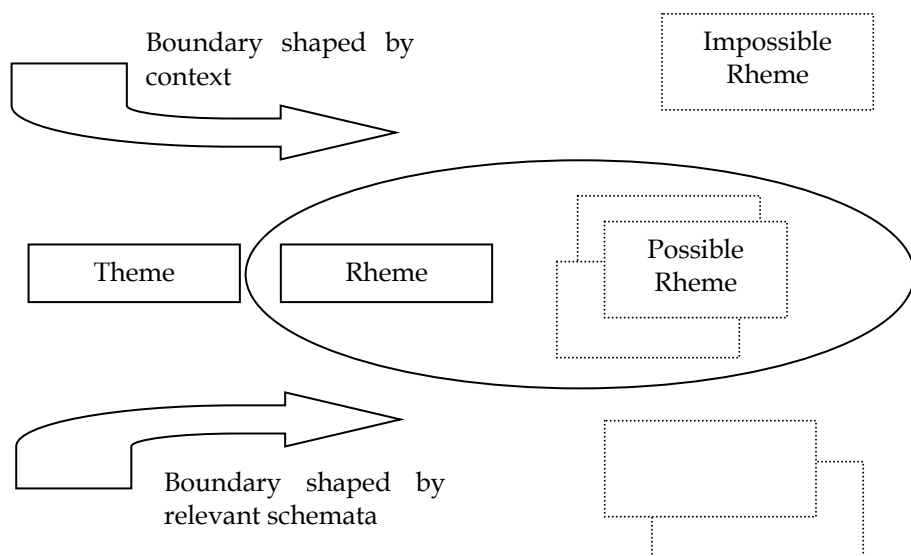 Boundary shaped by
context
Impossible
Rheme
Theme
Rheme
Possible
Rheme
Boundary shaped by
relevant schemata